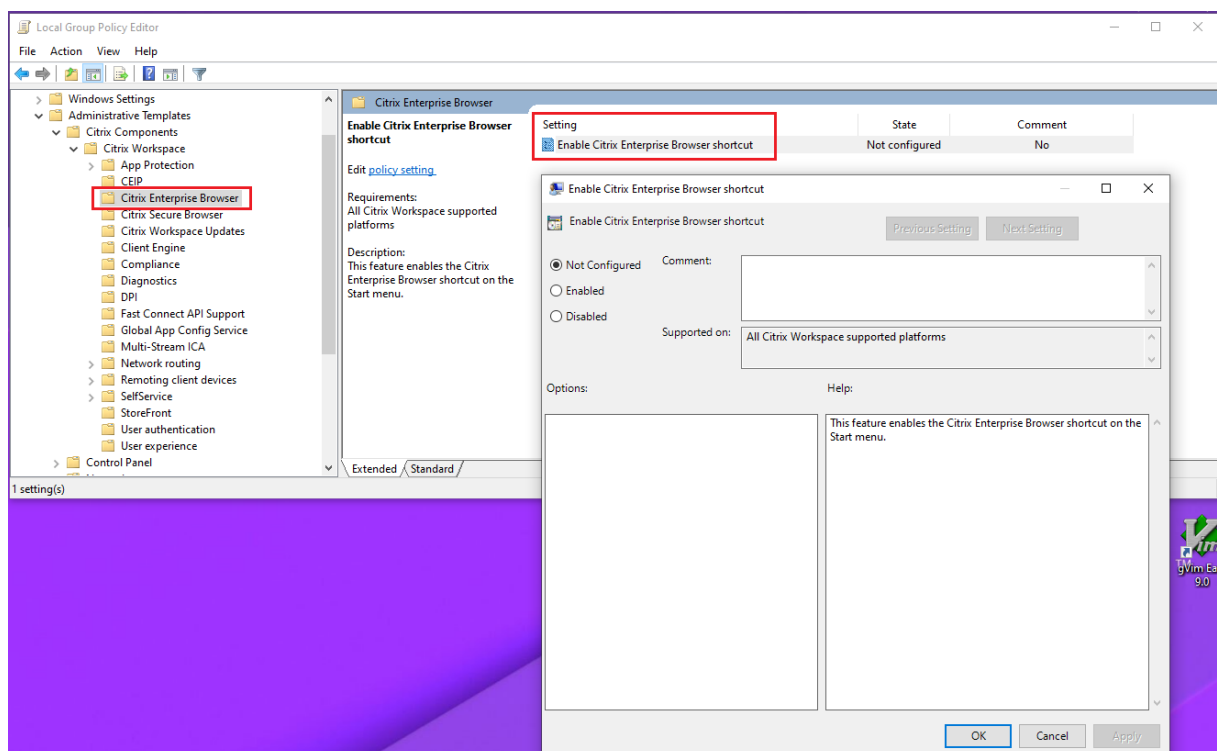 Local Group Policy Editor
File Action View Help
Windows Settings
Administrative Templates
Citrix Components
Citrix Workspace
App Protection
CEIP
Citrix Enterprise Browser
Citrix Secure Browser
Citrix Workspace Updates
Client Engine
Compliance
Diagnostics
DPI
Fast Connect API Support
Global App Config Service
Multi-Stream ICA
Network routing
Remoting client devices
SelfService
StoreFront
User authentication
User experience
Control Panel
Citrix Enterprise Browser
Enable Citrix Enterprise Browser
shortcut
Edit policy setting
Requirements:
All Citrix Workspace supported
platforms
Description:
This feature enables the Citrix
Enterprise Browser shortcut on the
Start menu.
Setting State Comment
Enable Citrix Enterprise Browser shortcut Not configured No
Extended Standard
1 setting(s)
Enable Citrix Enterprise Browser shortcut
Enable Citrix Enterprise Browser shortcut
Previous Setting Next Setting
Not Configured
Enabled
Disabled
Comment:
Supported on:
All Citrix Workspace supported platforms
Options:
Help:
This feature enables the Citrix Enterprise Browser shortcut on the
Start menu.
OK Cancel Apply
gVim Ea
9.0